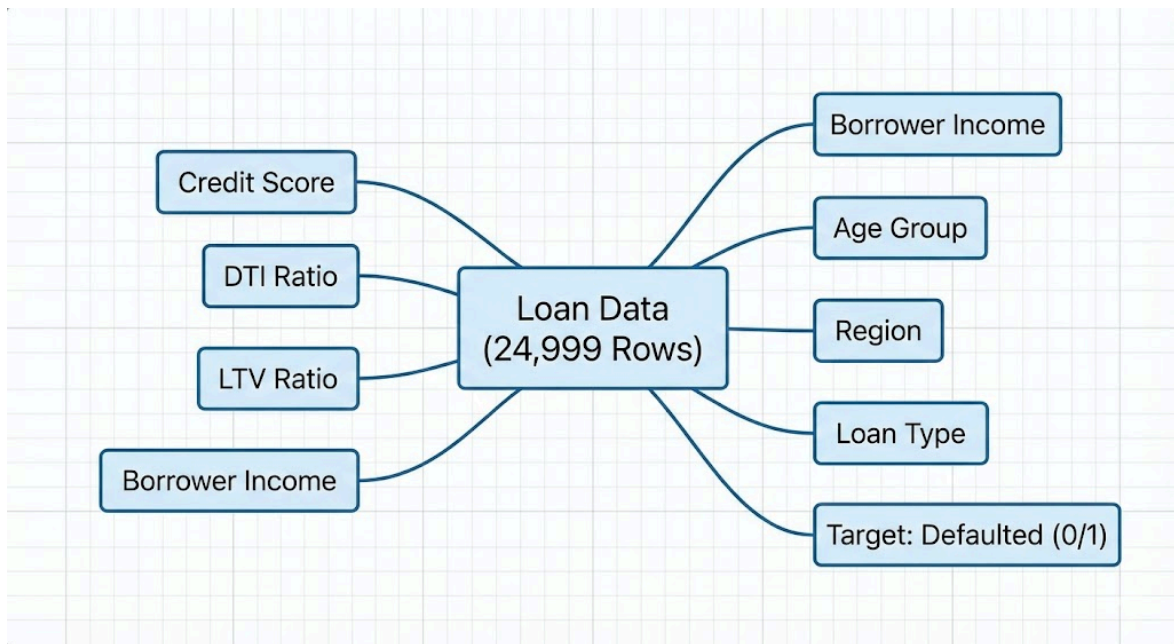 Credit Score
DTI Ratio
LTV Ratio
Borrower Income
Loan Data
(24,999 Rows)
Borrower Income
Age Group
Region
Loan Type
Target: Defaulted (0/1)